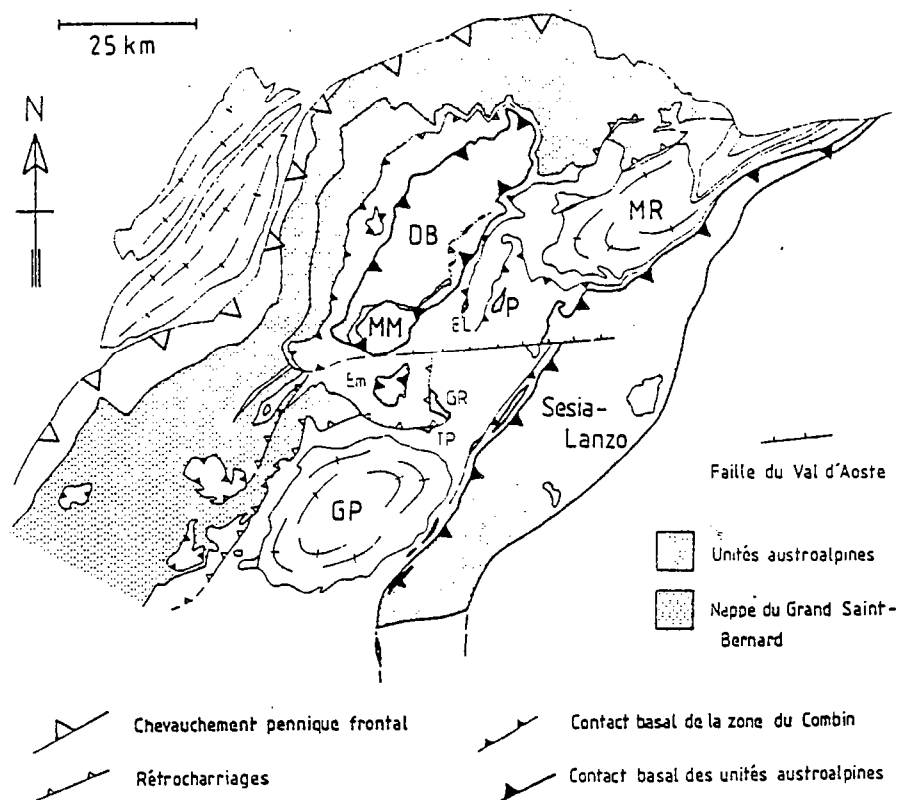 25 km
N
MR
DB
P
EL
MM
Em
GR
TP
Sesia-
Lanzo
GP
Faille du Val d'Aoste
Unités austroalpines
Nappe du Grand Saint-
Bernard
Chevauchement pennique frontal
Contact basal de la zone du Combin
Rétrocharriages
Contact basal des unités austroalpines